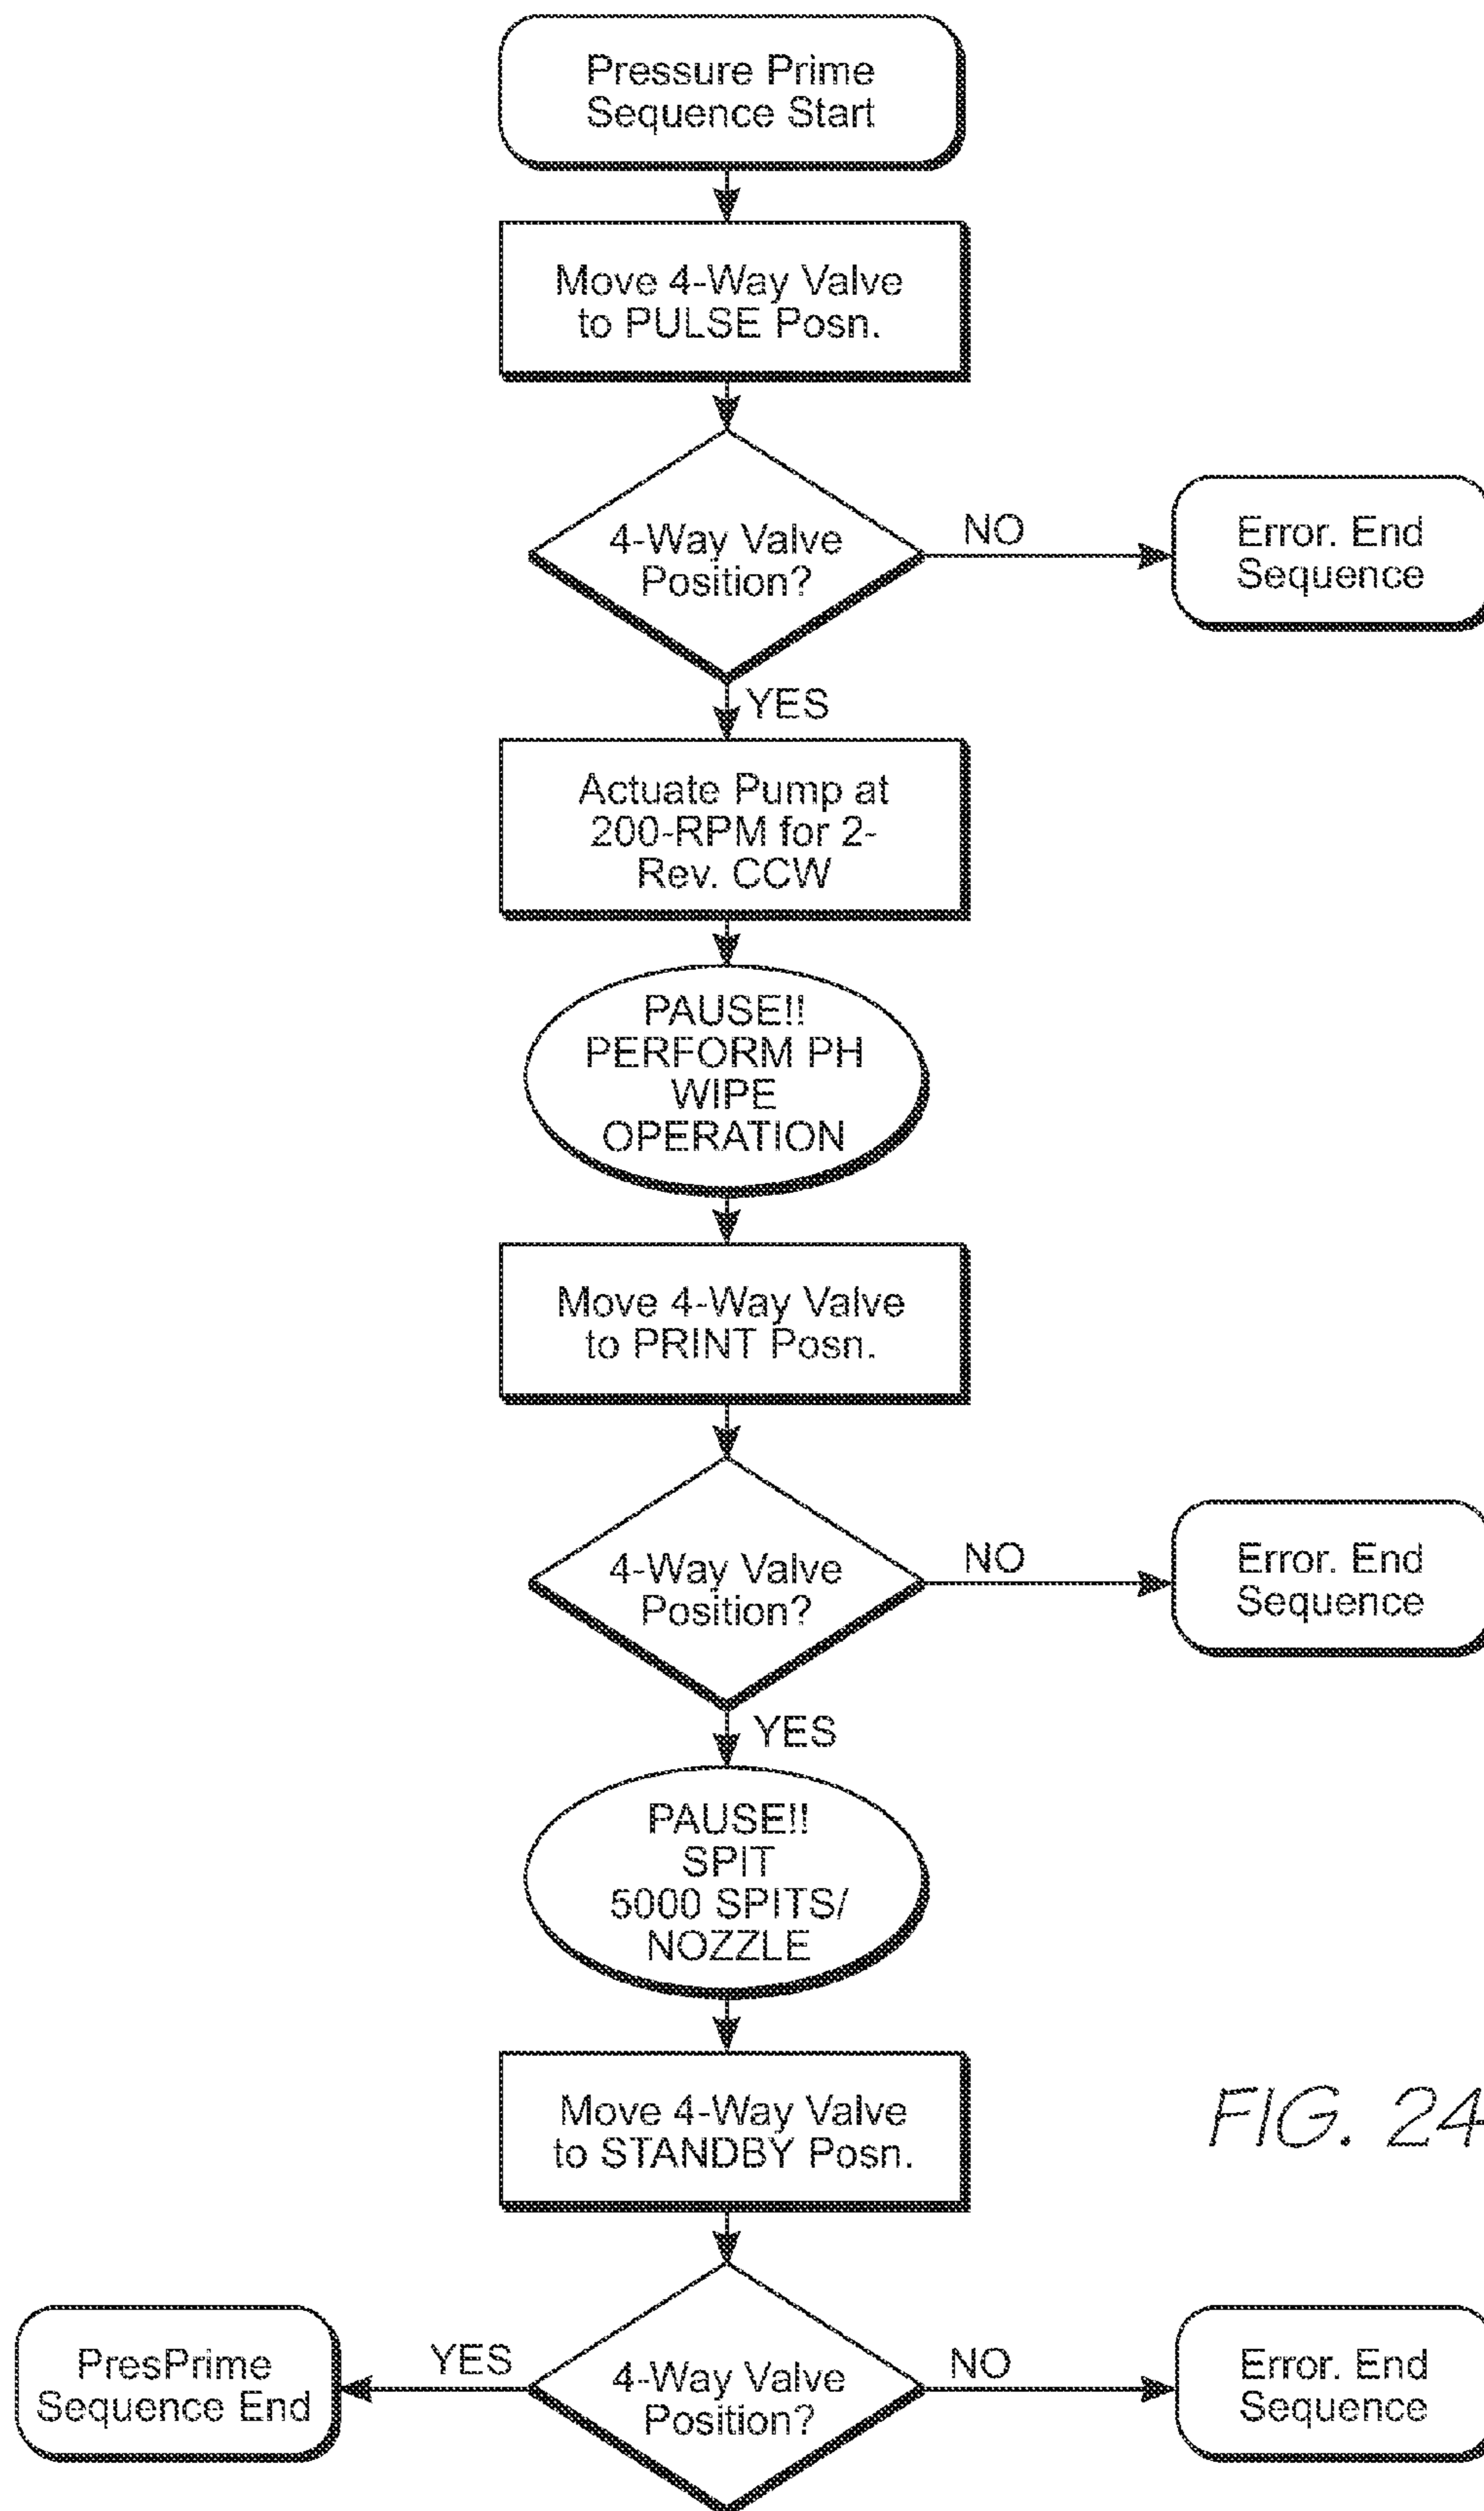 Pressure Prime
Sequence Start
Move 4-Way Valve
to PULSE Posn.
4-Way Valve
Position?
NO
Error. End
Sequence
YES
Actuate Pump at
200-RPM for 2-
Rev. CCW
PAUSE!!
PERFORM PH
WIPE
OPERATION
Move 4-Way Valve
to PRINT Posn.
4-Way Valve
Position?
NO
Error. End
Sequence
YES
PAUSE!!
SPIT
5000 SPITS/
NOZZLE
Move 4-Way Valve
to STANDBY Posn.
FIG. 24
4-Way Valve
Position?
YES
PresPrime
Sequence End
NO
Error. End
Sequence